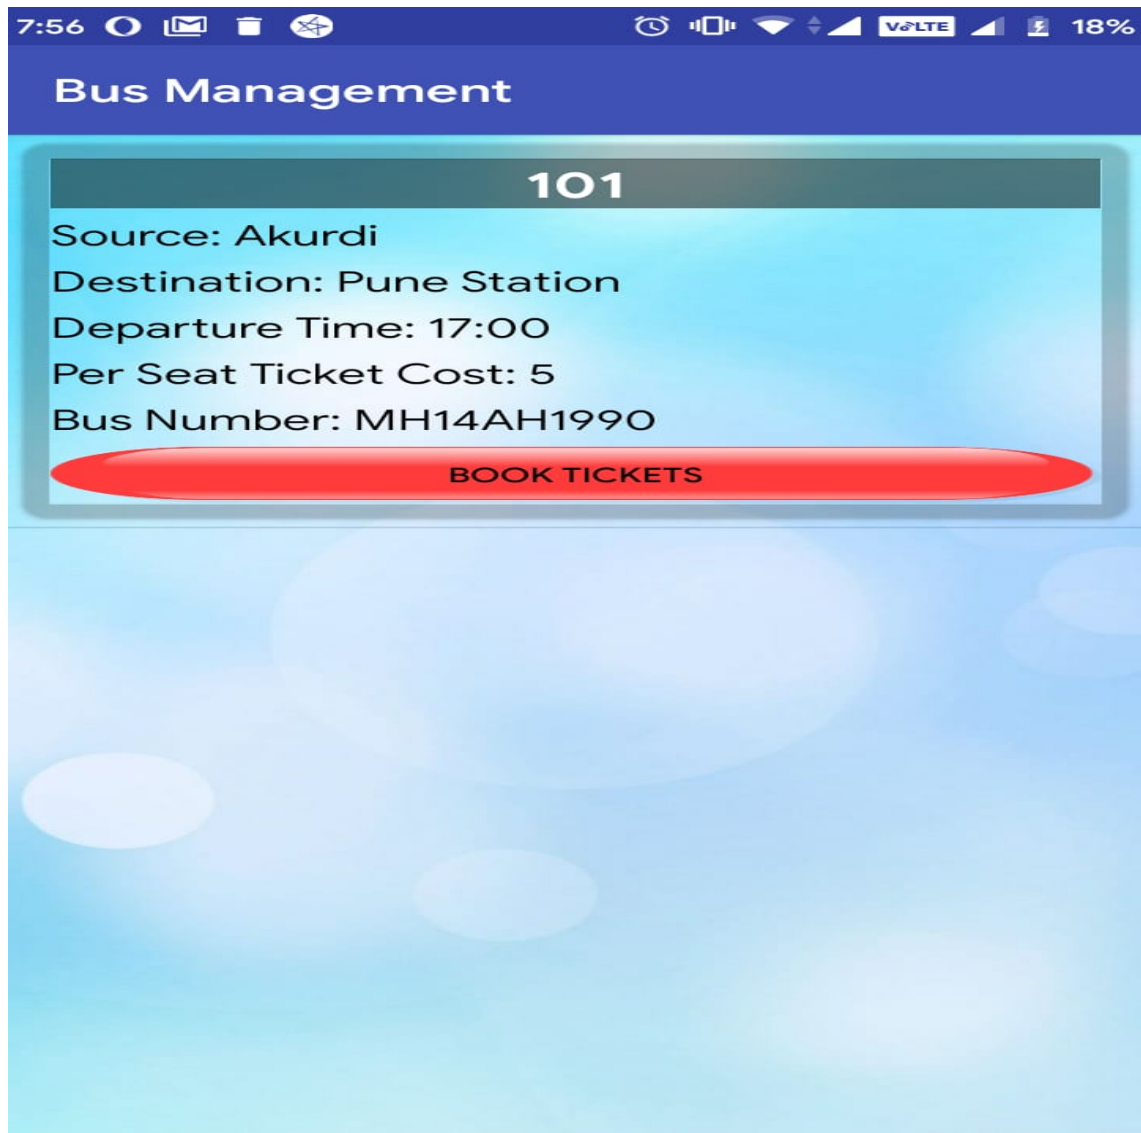 7:56 VoLTE 18%
Bus Management
101
Source: Akurdi
Destination: Pune Station
Departure Time: 17:00
Per Seat Ticket Cost: 5
Bus Number: MH14AH1990
BOOK TICKETS